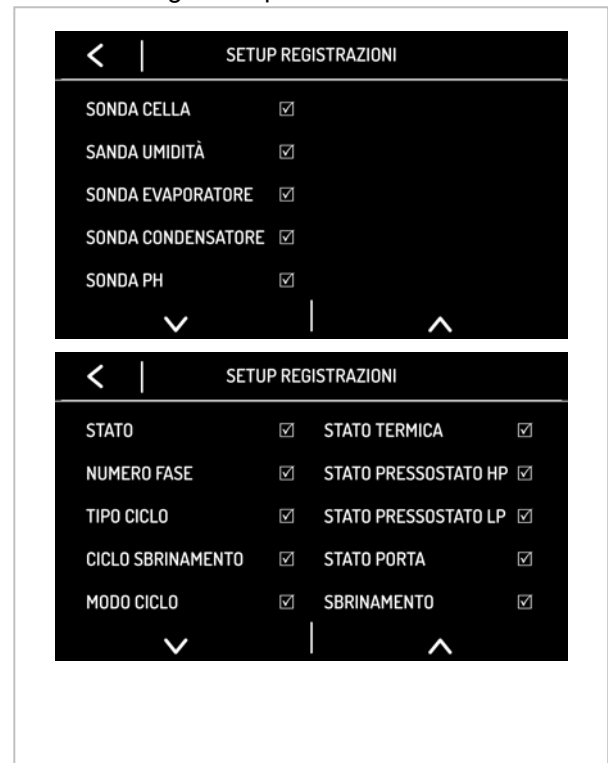 SETUP REGISTRAZIONI
SONDA CELLA
SANDA UMIDITÀ
SONDA EVAPORATORE
SONDA CONDENSATORE
SONDA PH
SETUP REGISTRAZIONI
STATO STATO TERMICA
NUMERO FASE STATO PRESSOSTATO HP
TIPO CICLO STATO PRESSOSTATO LP
CICLO SBRINAMENTO STATO PORTA
MODO CICLO SBRINAMENTO